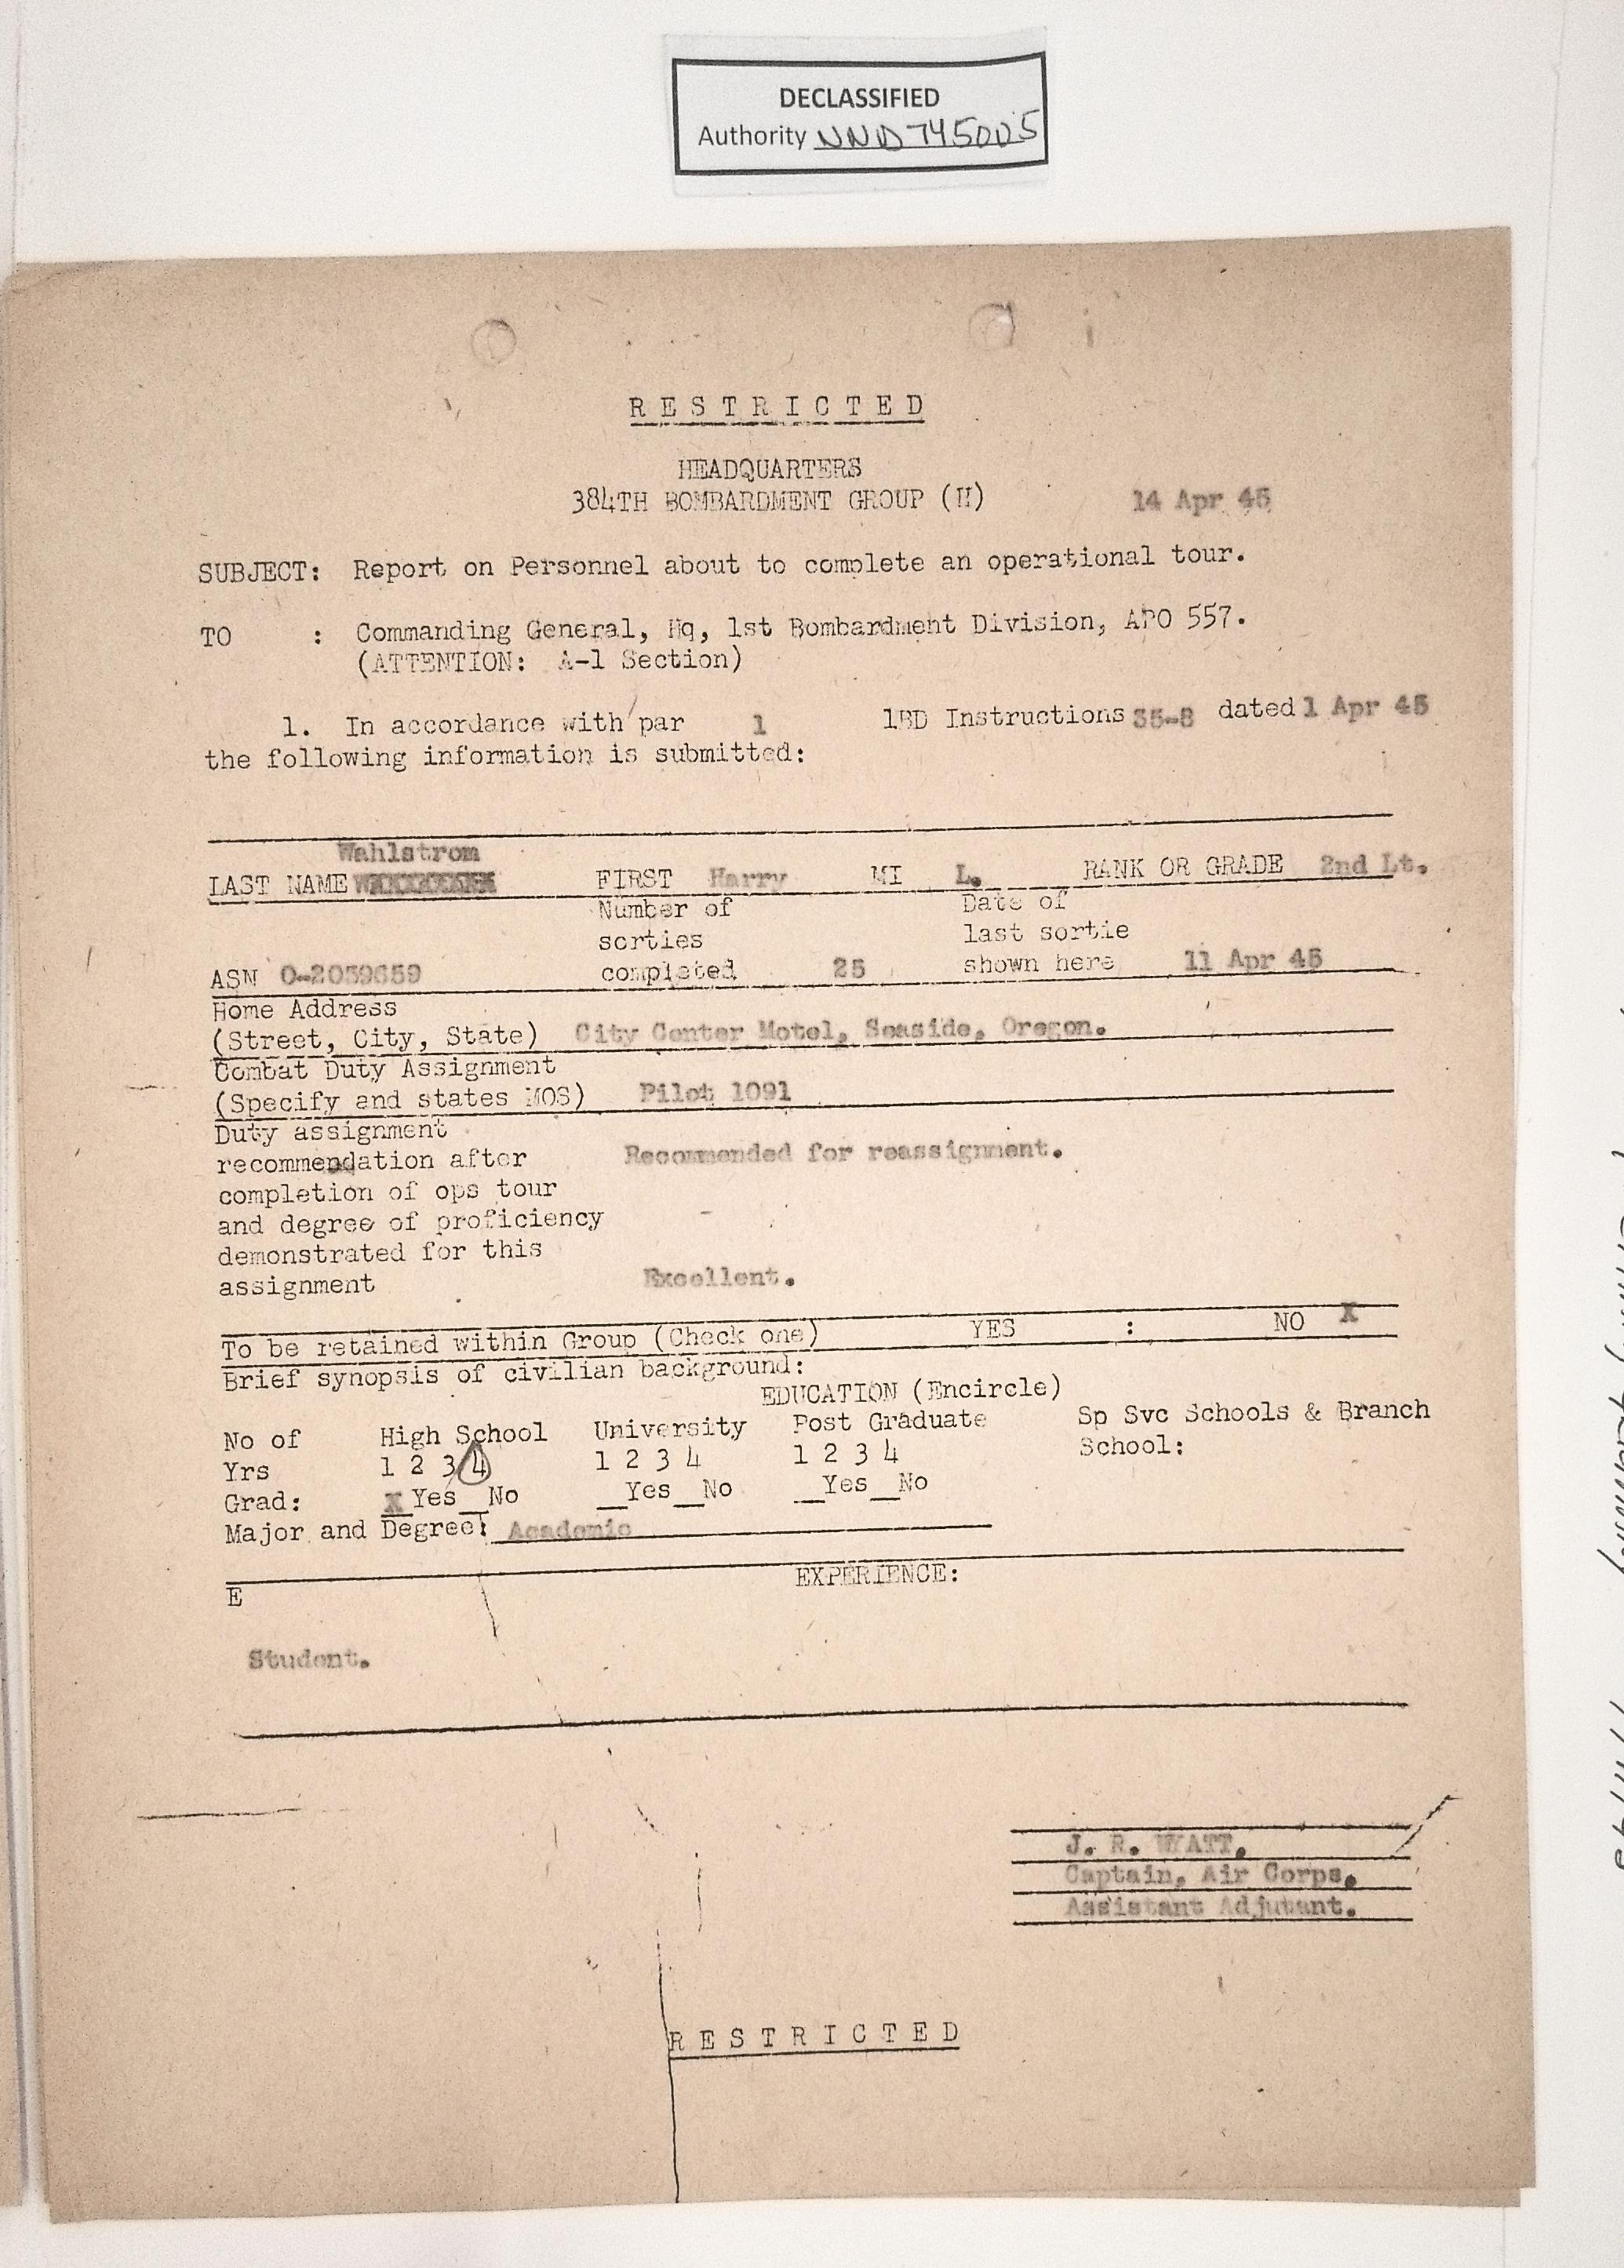 DECLASSIFIED
Authority NND 745005
RESTRICTED
HEADQUARTERS
384TH BOMBARDMENT GROUP (H) 14 Apr 45
SUBJECT: Report on Personnel about to complete an operational tour.
TO : Commanding General, Hq, 1st Bombardment Division, APO 557.
(ATTENTION: A-1 Section)
1. In accordance with par 1 1BD Instructions 35-8 dated 1 Apr 45
the following information is submitted:
Wahlstrom
LAST NAME FIRST Harry MI L. RANK OR GRADE 2nd Lt.
Number of Date of
sorties last sortie
ASN O-2059659 completed 25 shown here 11 Apr 45
Home Address
(Street, City, State) City Center Motel, Seaside, Oregon.
Combat Duty Assignment
(Specify and states MOS) Pilot 1091
Duty assignment
recommendation after Recommended for reassignment.
completion of ops tour
and degree of proficiency
demonstrated for this
assignment Excellent.
To be retained within Group (Check one) YES : NO X
Brief synopsis of civilian background:
EDUCATION (Encircle)
No of High School University Post Graduate Sp Svc Schools & Branch
Yrs 1 2 3 4 1 2 3 4 1 2 3 4 School:
Grad: X Yes__No __Yes__No __Yes__No
Major and Degree: Academic
E EXPERIENCE:
Student.
J. R. WYATT,
Captain, Air Corps,
Assistant Adjutant.
RESTRICTED